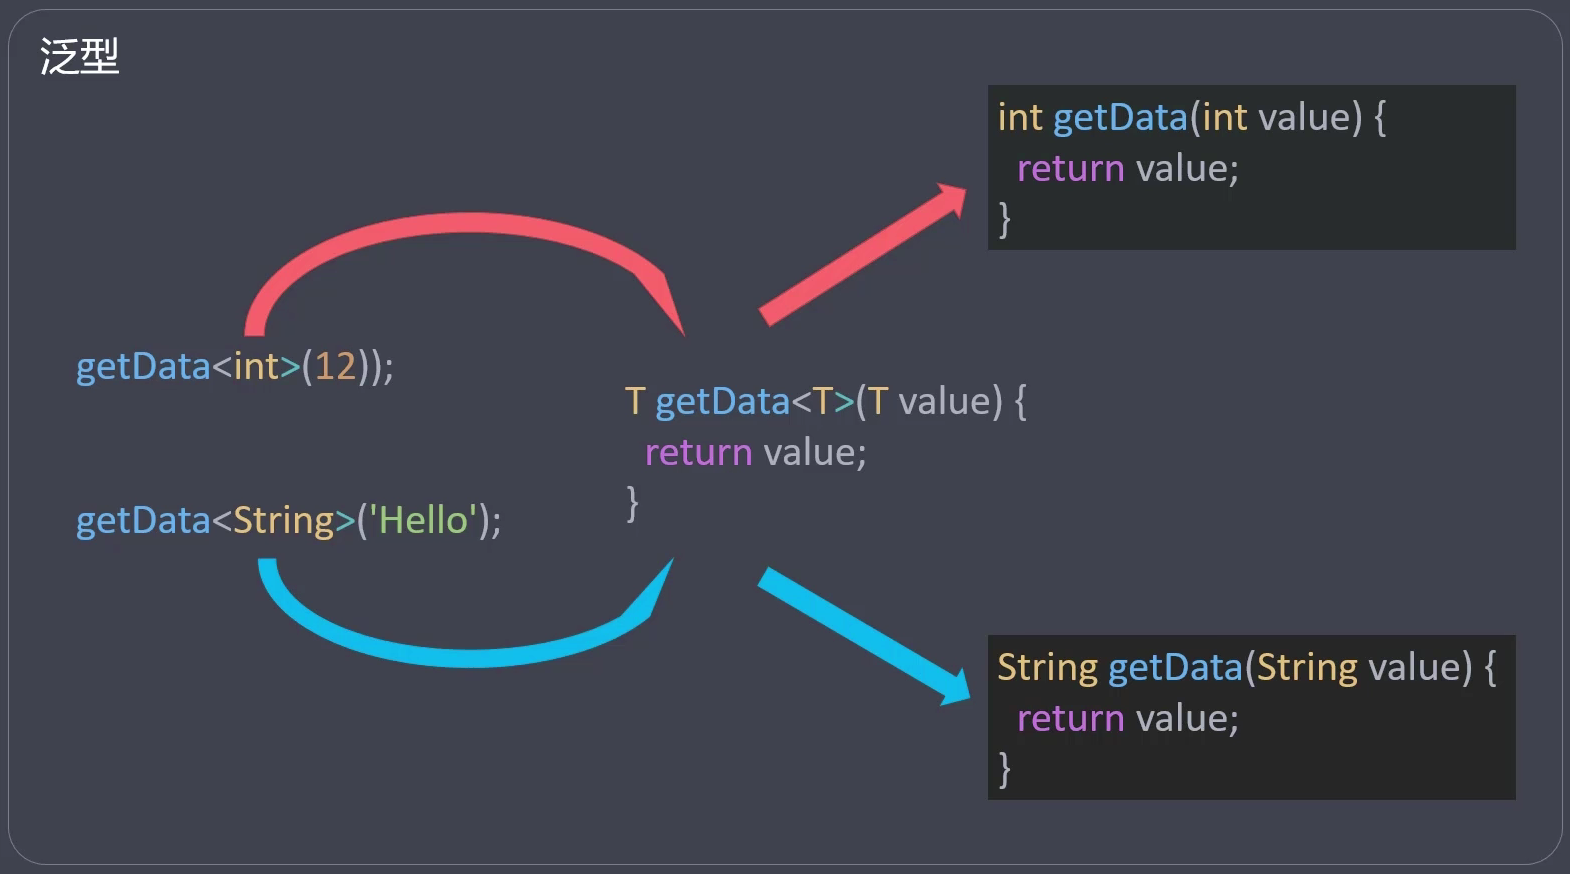 泛型
int getData(int value) {
return value;
}
getData<int>(12));
T getData<T>(T value) {
return value;
}
getData<String>('Hello');
String getData(String value) {
return value;
}